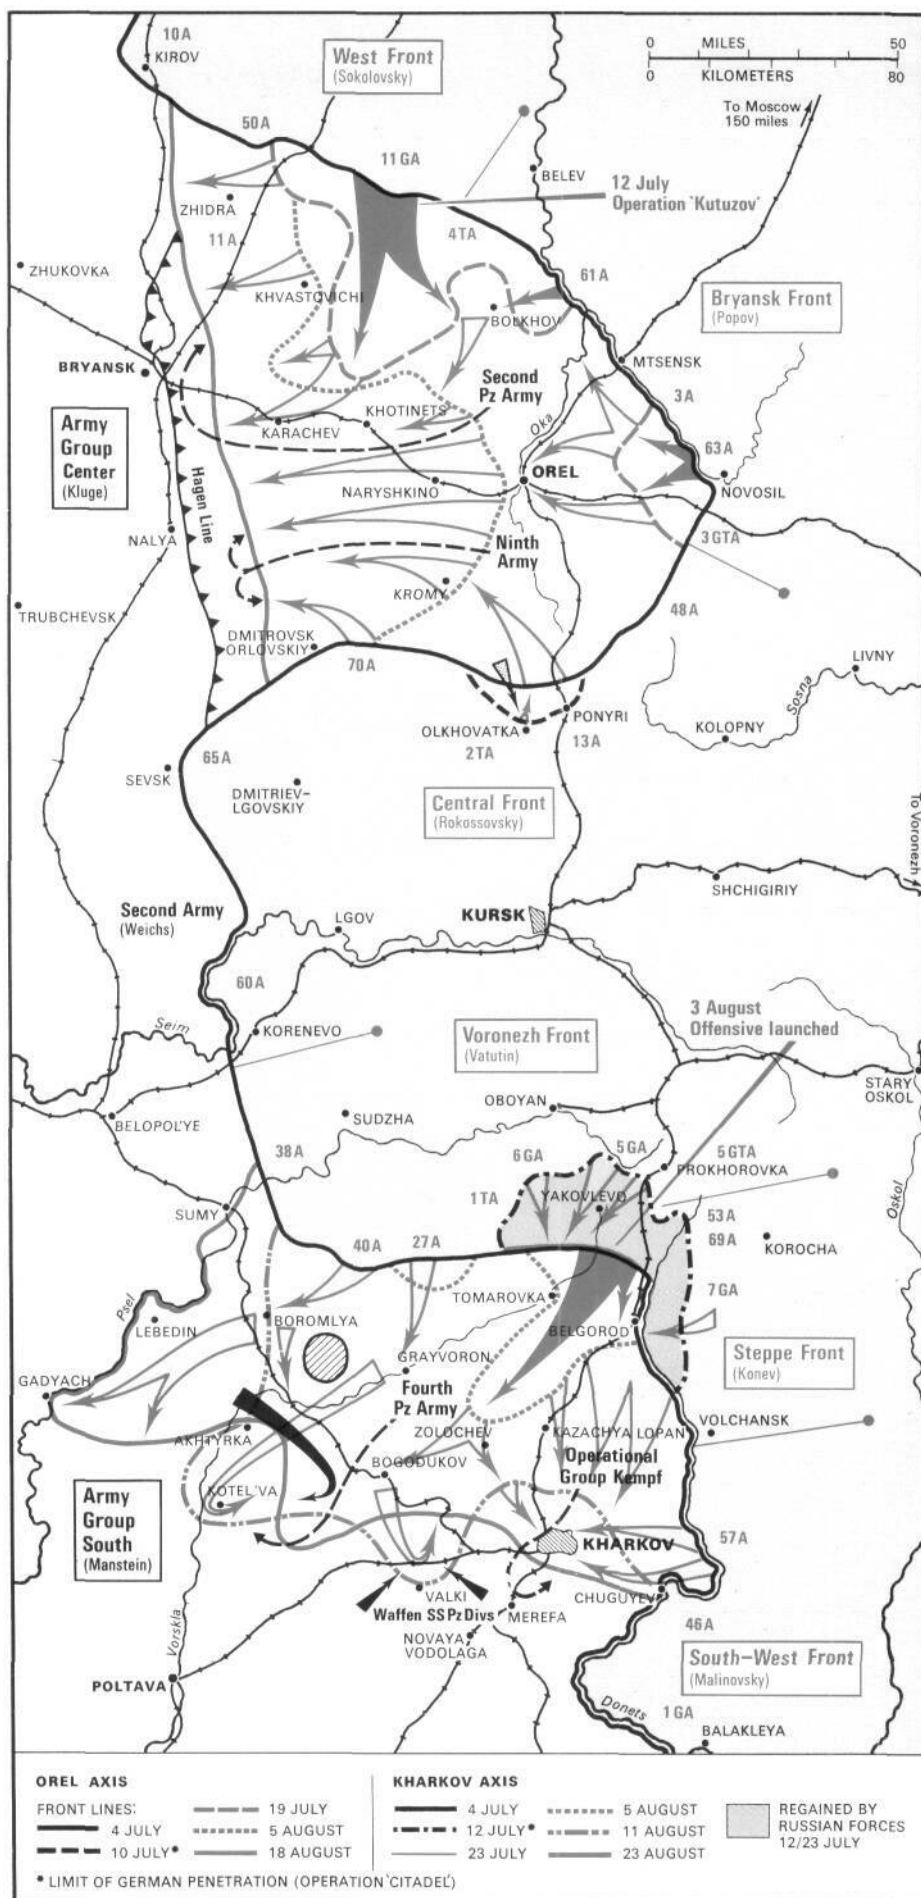 10A
KIROV
West Front
(Sokolovsky)
0 MILES 50
0 KILOMETERS 80
To Moscow
150 miles
50A
11GA
BELEV
12 July
Operation 'Kutuzov'
ZHIDRA
11A
4TA
ZHUKOVKA
KHVASTOVICHI
61A
Bryansk Front
(Popov)
BOLKHOV
MTSENSK
BRYANSK
Second
Pz Army
3A
Army
Group
Center
(Kluge)
KHOTINETS
KARACHEV
Oka
63A
OREL
NOVOSIL
Hagen Line
NARYSHKINO
NALYA
3GTA
Ninth
Army
KROMY
TRUBCHEVSK
48A
DMITROVSK
ORLOVSKIY
70A
LIVNY
Sosna
PONYRI
KOLOPNY
OLKHOVATKA
2TA
13A
65A
SEVSK
DMITRIEV-
LGOVSKIY
Central Front
(Rokossovsky)
To Voronezh
SHCHIGIRIY
Second Army
(Weichs)
LGOV
KURSK
60A
KORENEVO
Seim
Voronezh Front
(Vatutin)
3 August
Offensive launched
STARY
OSKOL
BELOPOL'YE
SUDZHA
OBOYAN
38A
6GA
5GA
5GTA
PROKHOROVKA
1TA
YAKOVLEVO
SUMY
53A
69A
KOROCHA
Oskol
40A
27A
7GA
Psel
TOMAROVKA
LEBEDIN
BOROMLYA
BELGOROD
GRAYVORON
Steppe Front
(Konev)
GADYACH
Fourth
Pz Army
AKHTYRKA
ZOLOCHEV
KAZACHYA LOPAN
VOLCHANSK
BOGODUKOV
Operational
Group Kempf
KOTEL'VA
Army
Group
South
(Manstein)
KHARKOV
57A
VALKI
CHUGUYEV
Waffen SS Pz Divs
MEREFA
46A
NOVAYA
VODOLAGA
Vorskla
South-West Front
(Malinovsky)
POLTAVA
Donets
1GA
BALAKLEYA
OREL AXIS
FRONT LINES:
4 JULY
10 JULY*
19 JULY
5 AUGUST
18 AUGUST
KHARKOV AXIS
4 JULY
12 JULY*
23 JULY
5 AUGUST
11 AUGUST
23 AUGUST
REGAINED BY
RUSSIAN FORCES
12/23 JULY
* LIMIT OF GERMAN PENETRATION (OPERATION 'CITADEL')